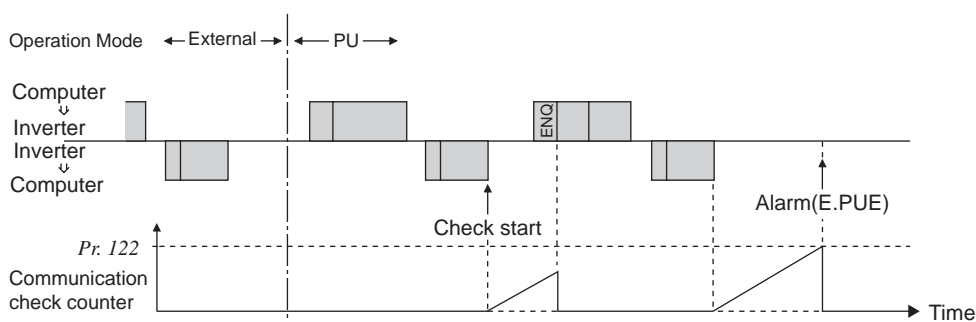 Operation Mode
External
PU
Computer
Inverter
Inverter
Computer
ENQ
Alarm(E.PUE)
Check start
Pr. 122
Communication
check counter
Time